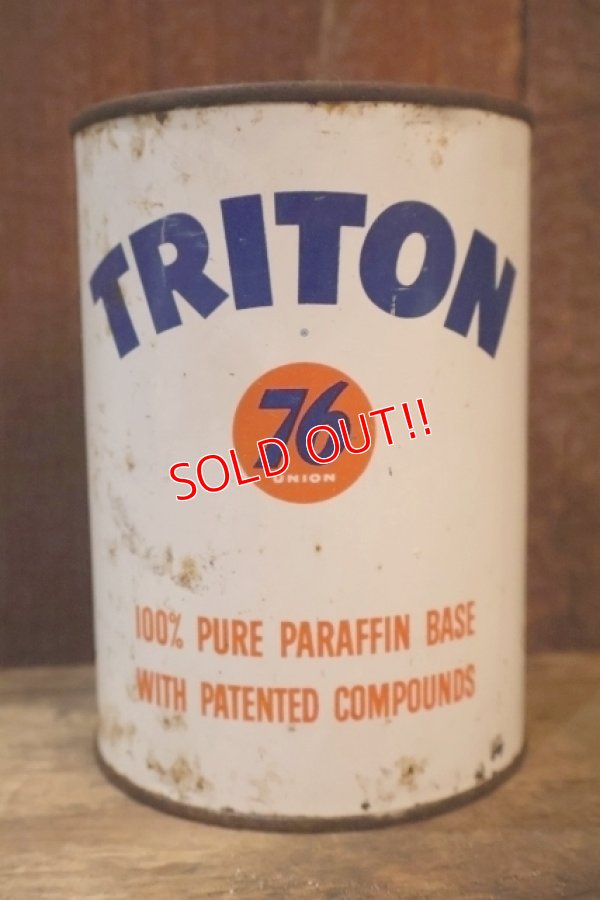 TRITON
76
UNION
SOLD OUT!!
100% PURE PARAFFIN BASE
WITH PATENTED COMPOUNDS